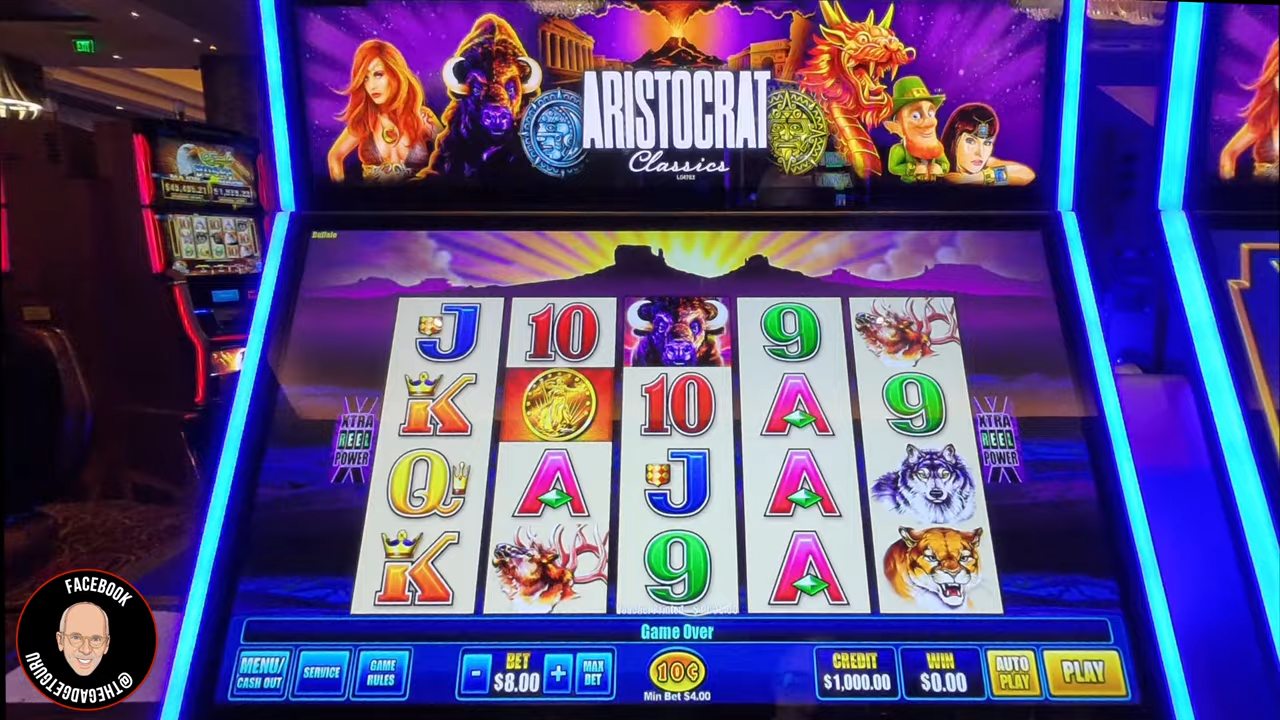 EXIT
ARISTOCRAT
Classics
Buffalo
J 10 9
K 10 A 9
Q A J A
K 9 A
XTRA
REEL
POWER
XTRA
REEL
POWER
Game Over
MENU/
CASH OUT
SERVICE
GAME
RULES
-
BET
$8.00
+
MAX
BET
10¢
Min Bet $4.00
CREDIT
$1,000.00
WIN
$0.00
AUTO
PLAY
PLAY
FACEBOOK
@THEGADGETGURU